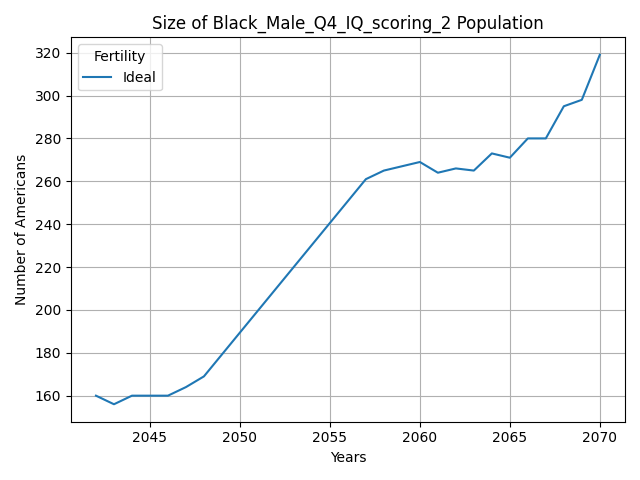 Size of Black_Male_Q4_IQ_scoring_2 Population
Fertility
Ideal
Number of Americans
320
300
280
260
240
220
200
180
160
2045 2050 2055 2060 2065 2070
Years